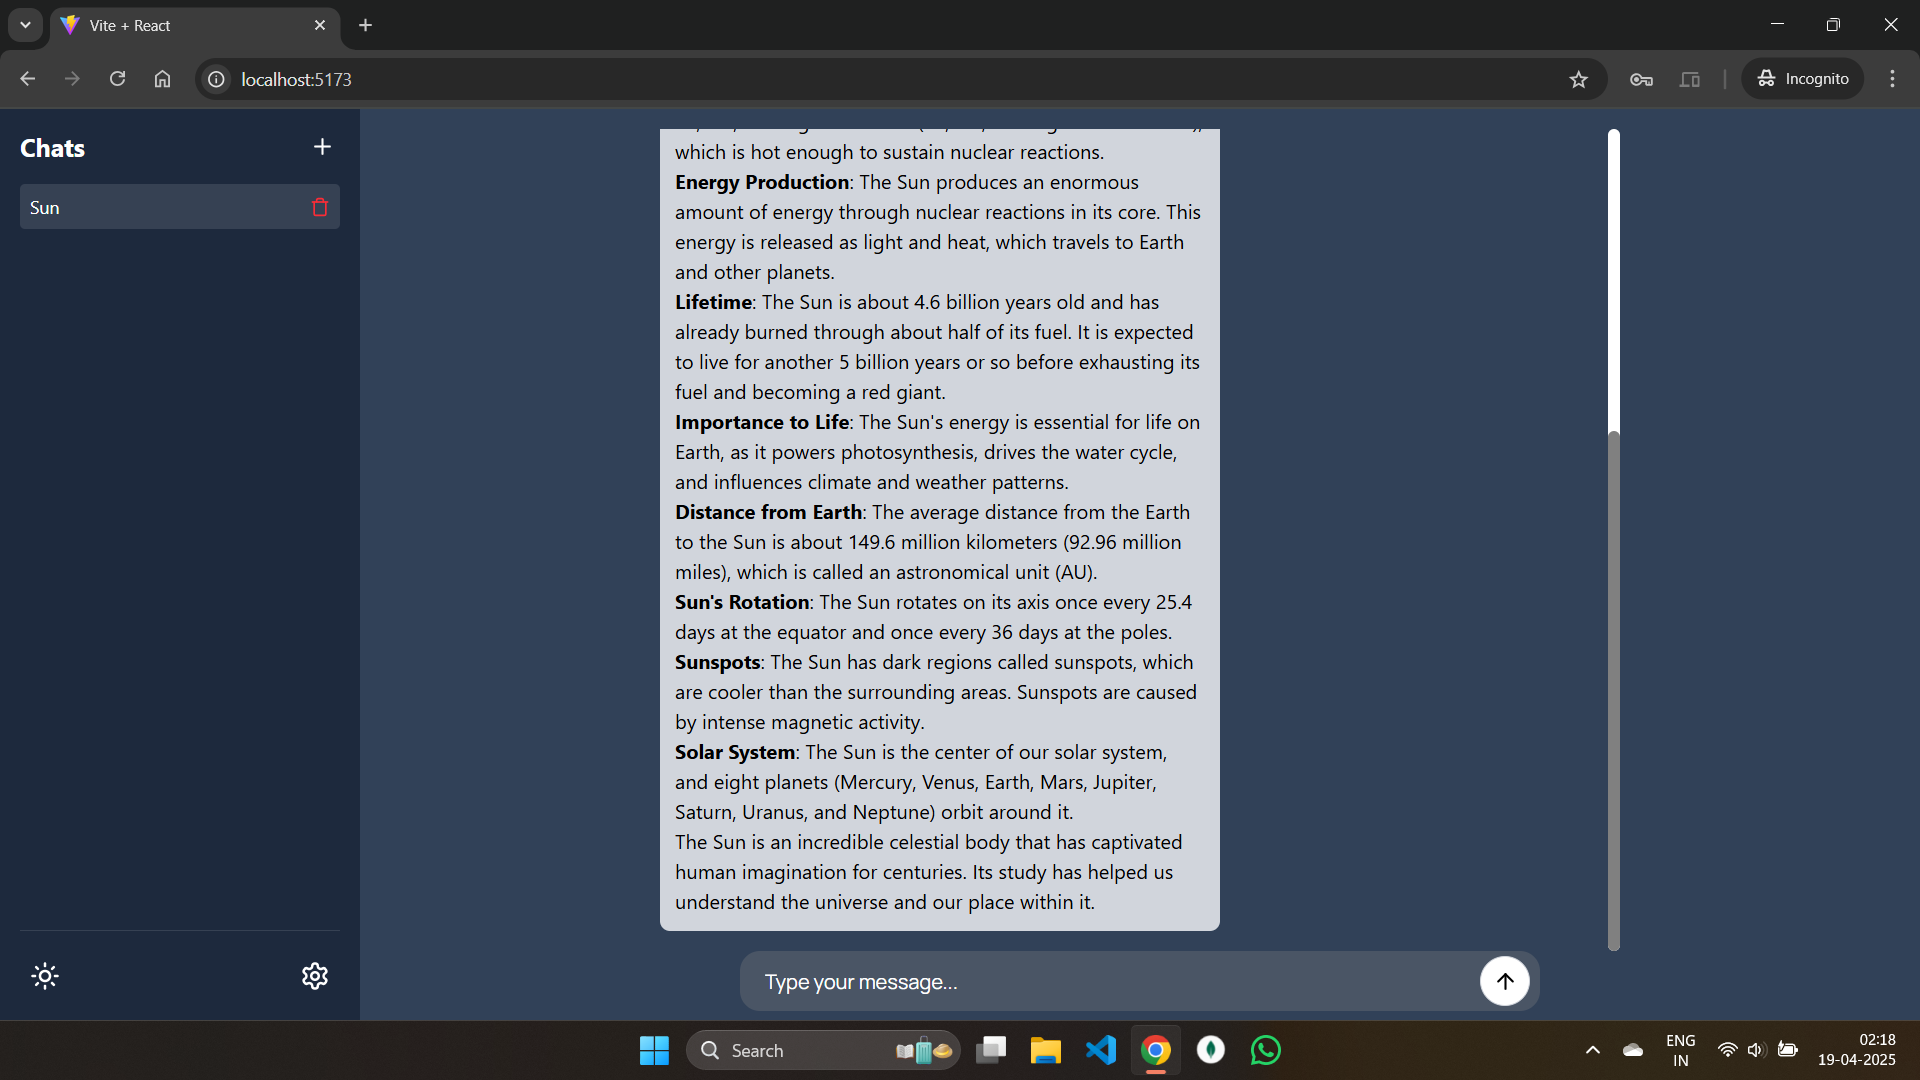 Vite + React
localhost:5173
Incognito
Chats
Sun
which is hot enough to sustain nuclear reactions.
Energy Production: The Sun produces an enormous
amount of energy through nuclear reactions in its core. This
energy is released as light and heat, which travels to Earth
and other planets.
Lifetime: The Sun is about 4.6 billion years old and has
already burned through about half of its fuel. It is expected
to live for another 5 billion years or so before exhausting its
fuel and becoming a red giant.
Importance to Life: The Sun's energy is essential for life on
Earth, as it powers photosynthesis, drives the water cycle,
and influences climate and weather patterns.
Distance from Earth: The average distance from the Earth
to the Sun is about 149.6 million kilometers (92.96 million
miles), which is called an astronomical unit (AU).
Sun's Rotation: The Sun rotates on its axis once every 25.4
days at the equator and once every 36 days at the poles.
Sunspots: The Sun has dark regions called sunspots, which
are cooler than the surrounding areas. Sunspots are caused
by intense magnetic activity.
Solar System: The Sun is the center of our solar system,
and eight planets (Mercury, Venus, Earth, Mars, Jupiter,
Saturn, Uranus, and Neptune) orbit around it.
The Sun is an incredible celestial body that has captivated
human imagination for centuries. Its study has helped us
understand the universe and our place within it.
Type your message...
Search
ENG
IN
02:18
19-04-2025